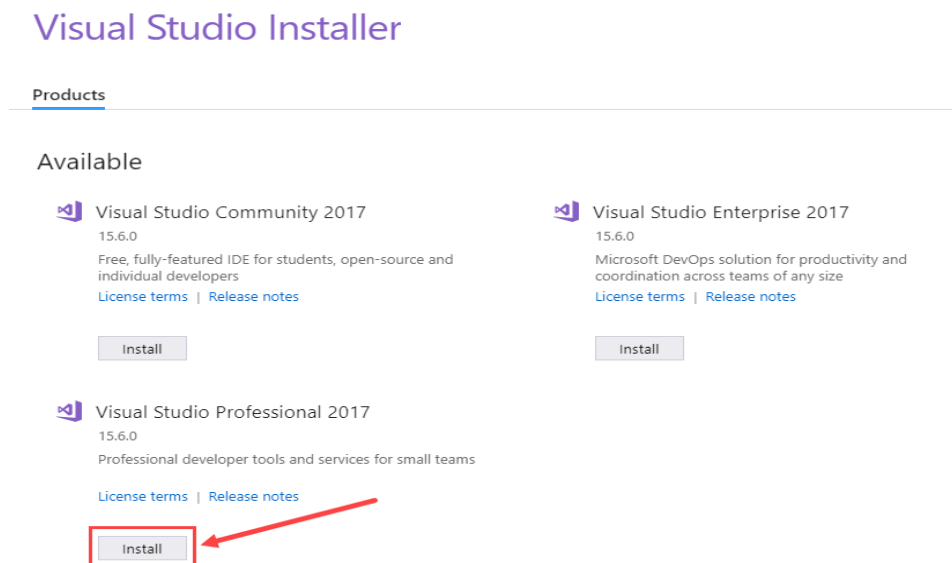 Visual Studio Installer
Products
Available
Visual Studio Community 2017
15.6.0
Free, fully-featured IDE for students, open-source and
individual developers
License terms | Release notes
Install
Visual Studio Enterprise 2017
15.6.0
Microsoft DevOps solution for productivity and
coordination across teams of any size
License terms | Release notes
Install
Visual Studio Professional 2017
15.6.0
Professional developer tools and services for small teams
License terms | Release notes
Install